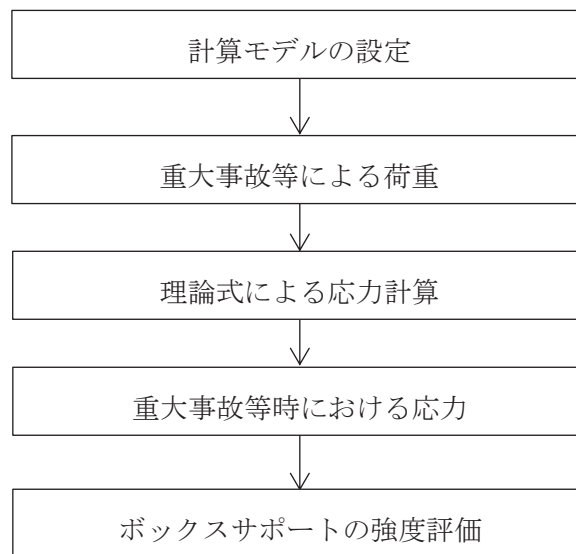 計算モデルの設定
重大事故等による荷重
理論式による応力計算
重大事故等時における応力
ボックスサポートの強度評価